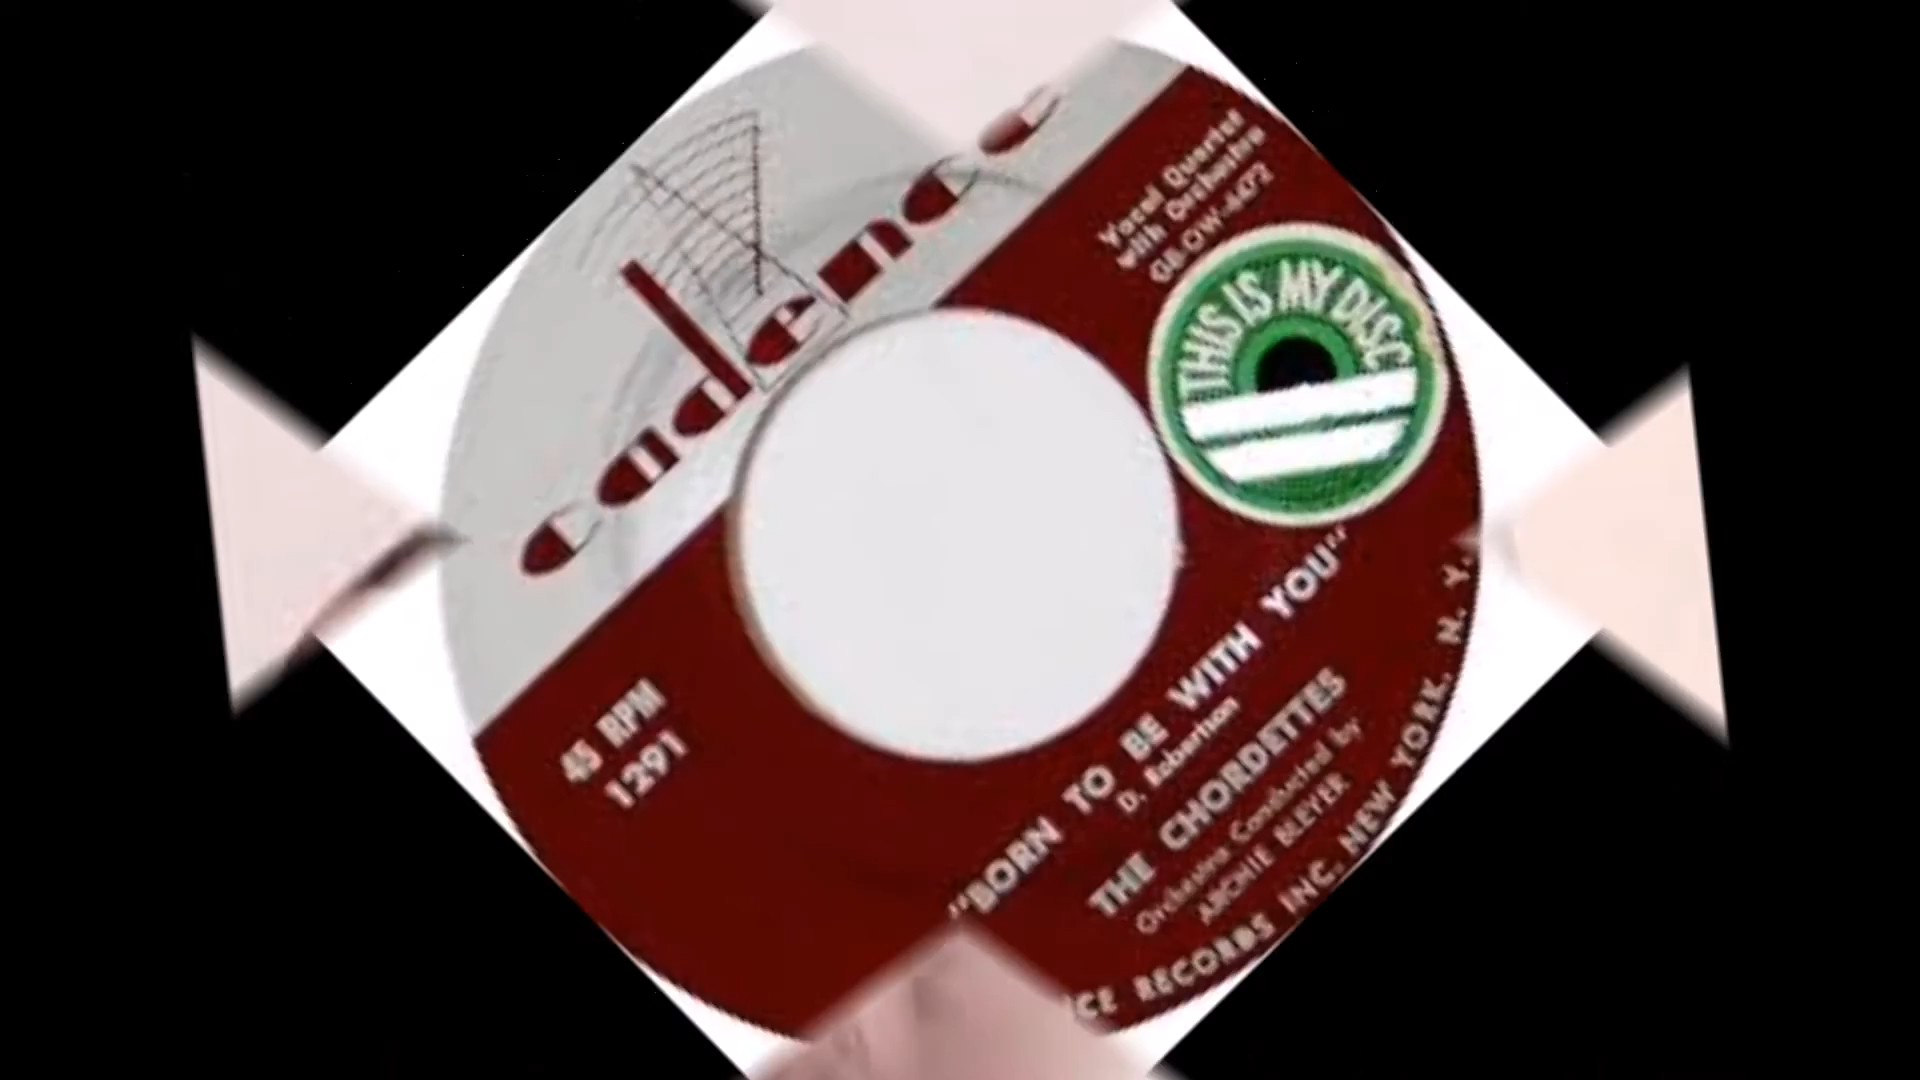 cadence
Vocal Quartet
with Orchestra
THIS IS MY DISC
45 RPM
1291
"BORN TO BE WITH YOU"
D. Robertson
THE CHORDETTES
Orchestra Conducted by
ARCHIE BLEYER
CE RECORDS INC. NEW YORK, N. Y.